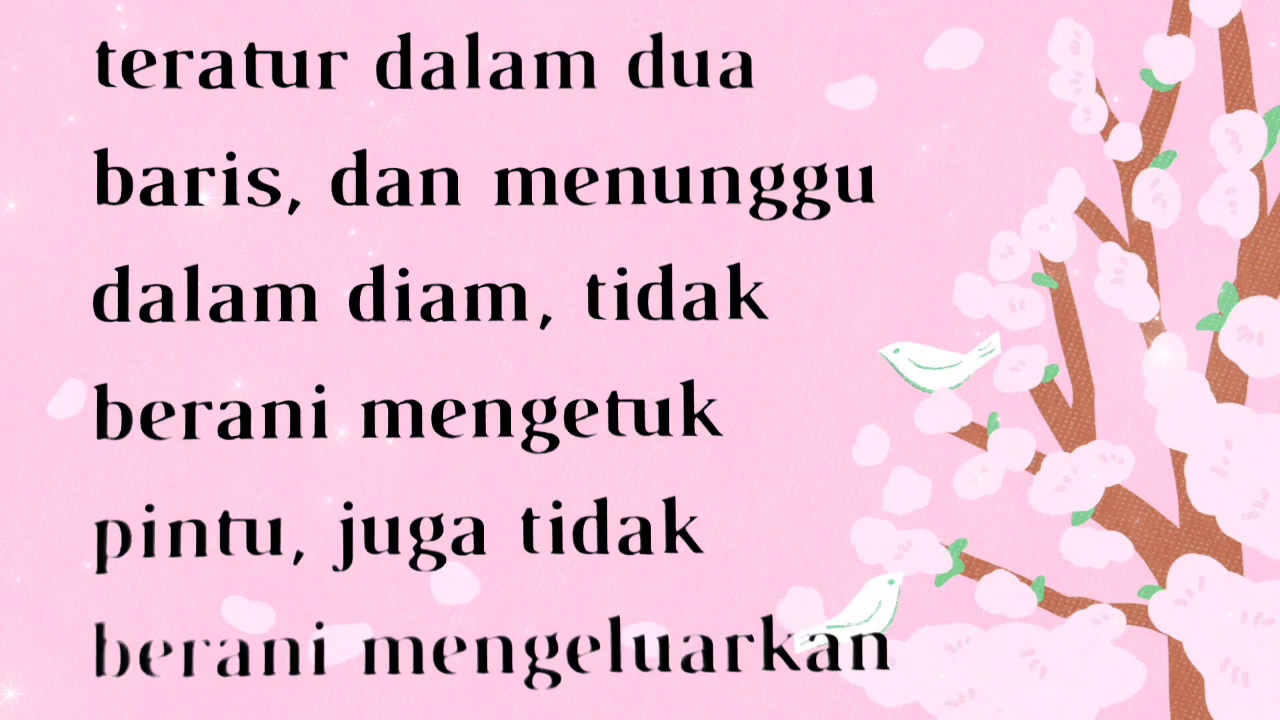 teratur dalam dua
baris, dan menunggu
dalam diam, tidak
berani mengetuk
pintu, juga tidak
berani mengeluarkan